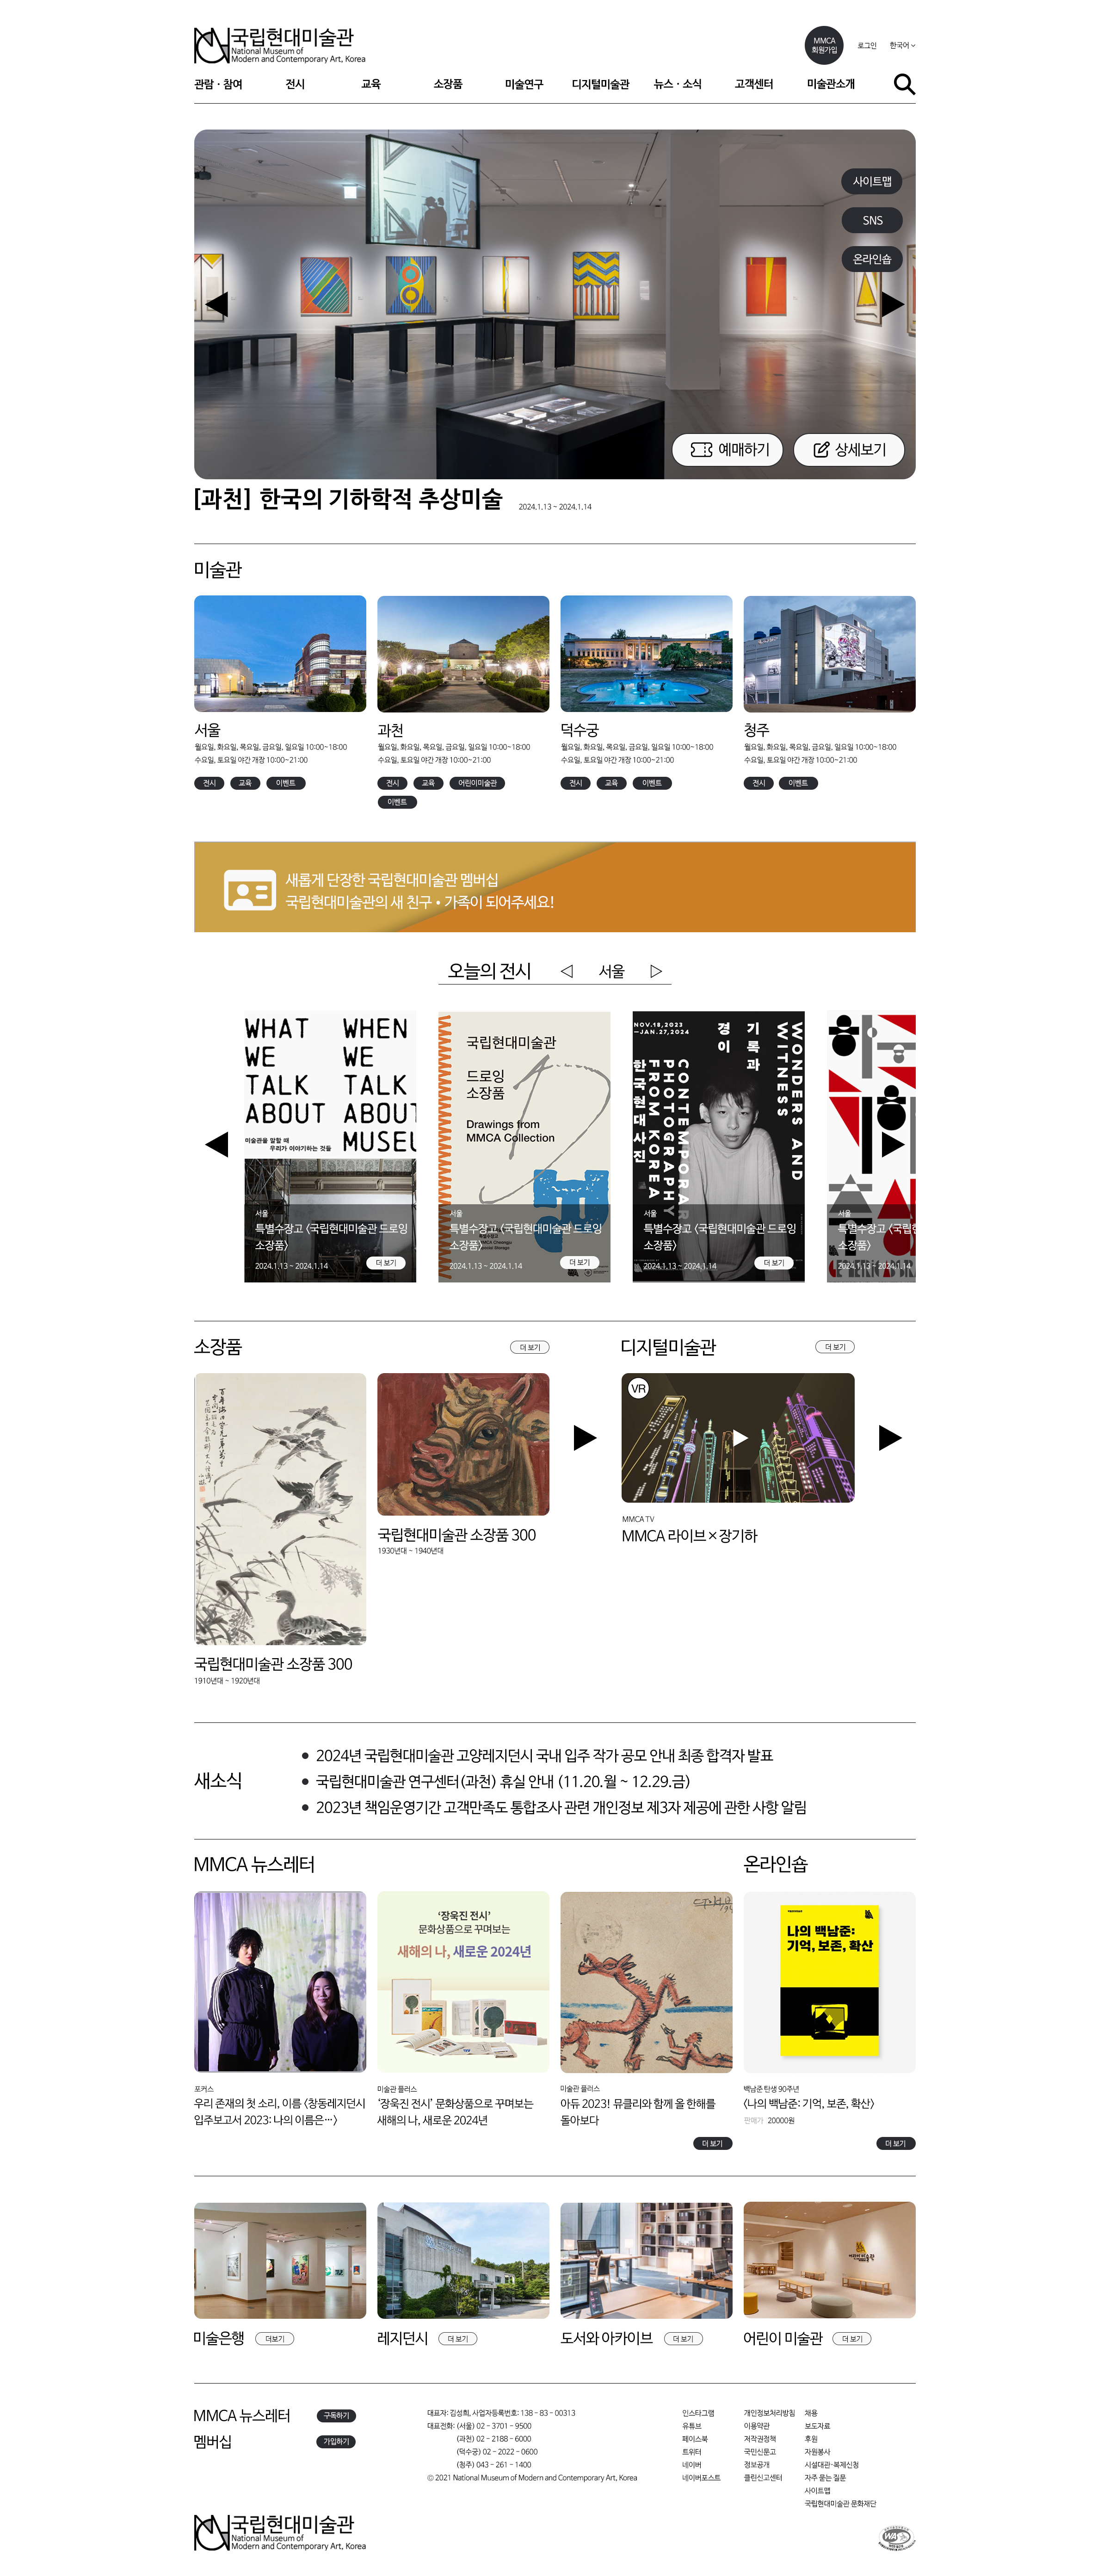 국립현대미술관
National Museum of
Modern and Contemporary Art, Korea
MMCA
회원가입
로그인
한국어
관람 · 참여
전시
교육
소장품
미술연구
디지털미술관
뉴스 · 소식
고객센터
미술관소개
사이트맵
SNS
온라인숍
예매하기
상세보기
[과천] 한국의 기하학적 추상미술
2024.1.13 ~ 2024.1.14
미술관
서울
월요일, 화요일, 목요일, 금요일, 일요일 10:00~18:00
수요일, 토요일 야간 개장 10:00~21:00
전시
교육
이벤트
과천
월요일, 화요일, 목요일, 금요일, 일요일 10:00~18:00
수요일, 토요일 야간 개장 10:00~21:00
전시
교육
어린이미술관
이벤트
덕수궁
월요일, 화요일, 목요일, 금요일, 일요일 10:00~18:00
수요일, 토요일 야간 개장 10:00~21:00
전시
교육
이벤트
청주
월요일, 화요일, 목요일, 금요일, 일요일 10:00~18:00
수요일, 토요일 야간 개장 10:00~21:00
전시
이벤트
새롭게 단장한 국립현대미술관 멤버십
국립현대미술관의 새 친구 • 가족이 되어주세요!
오늘의 전시
서울
WHAT WHEN
WE WE
TALK TALK
ABOUT ABOUT
MUSEU
미술관을 말할 때
우리가 이야기하는 것들
서울
특별수장고 〈국립현대미술관 드로잉
소장품〉
2024.1.13 ~ 2024.1.14
더 보기
국립현대미술관
드로잉
소장품
Drawings from
MMCA Collection
서울
특별수장고 〈국립현대미술관 드로잉
소장품〉
2024.1.13 ~ 2024.1.14
더 보기
NOV.18,2023
—JAN.27,2024
WONDERS AND
WITNESS
기록과
경이
CONTEMPORAR
PHOTOGRAPHY
FROM KOREA
한국현대사진
서울
특별수장고 〈국립현대미술관 드로잉
소장품〉
2024.1.13 ~ 2024.1.14
더 보기
서울
특별수장고 〈국립
소장품〉
2024.1.13 ~ 2024.1.14
소장품
더 보기
국립현대미술관 소장품 300
1910년대 ~ 1920년대
국립현대미술관 소장품 300
1930년대 ~ 1940년대
디지털미술관
더 보기
VR
MMCA TV
MMCA 라이브×장기하
새소식
2024년 국립현대미술관 고양레지던시 국내 입주 작가 공모 안내 최종 합격자 발표
국립현대미술관 연구센터(과천) 휴실 안내 (11.20.월 ~ 12.29.금)
2023년 책임운영기간 고객만족도 통합조사 관련 개인정보 제3자 제공에 관한 사항 알림
MMCA 뉴스레터
포커스
우리 존재의 첫 소리, 이름 〈창동레지던시
입주보고서 2023: 나의 이름은…〉
‘장욱진 전시’
문화상품으로 꾸며보는
새해의 나, 새로운 2024년
미술관 플러스
‘장욱진 전시’ 문화상품으로 꾸며보는
새해의 나, 새로운 2024년
미술관 플러스
아듀 2023! 뮤클리와 함께 올 한해를
돌아보다
더 보기
온라인숍
나의 백남준:
기억, 보존, 확산
백남준 탄생 90주년
〈나의 백남준: 기억, 보존, 확산〉
판매가 20000원
더 보기
미술은행
더보기
레지던시
더 보기
도서와 아카이브
더 보기
어린이 미술관
더 보기
MMCA 뉴스레터
구독하기
멤버십
가입하기
대표자: 김성희, 사업자등록번호: 138 - 83 - 00313
대표전화: (서울) 02 - 3701 - 9500
(과천) 02 - 2188 - 6000
(덕수궁) 02 - 2022 - 0600
(청주) 043 - 261 - 1400
© 2021 National Museum of Modern and Contemporary Art, Korea
인스타그램
유튜브
페이스북
트위터
네이버
네이버포스트
개인정보처리방침
이용약관
저작권정책
국민신문고
정보공개
클린신고센터
채용
보도자료
후원
자원봉사
시설대관·복제신청
자주 묻는 질문
사이트맵
국립현대미술관 문화재단
국립현대미술관
National Museum of
Modern and Contemporary Art, Korea
WA